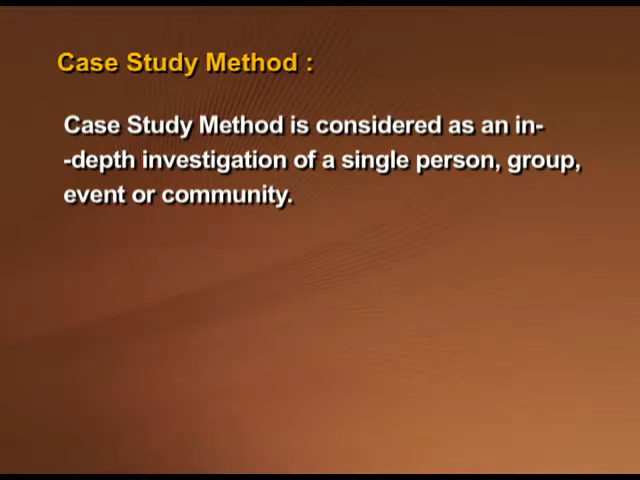 Case Study Method :
Case Study Method is considered as an in-
-depth investigation of a single person, group,
event or community.